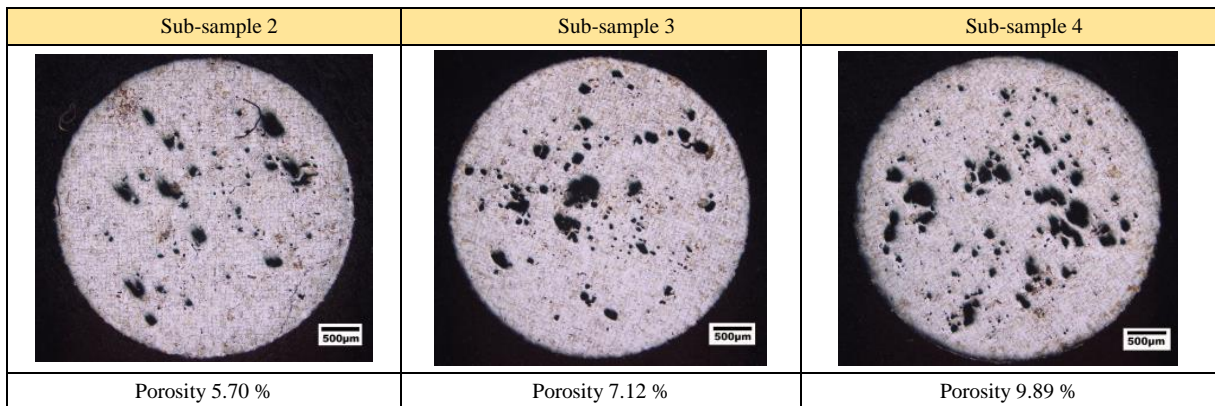 Sub-sample 2
Sub-sample 3
Sub-sample 4
500µm
500µm
500µm
Porosity 5.70 %
Porosity 7.12 %
Porosity 9.89 %